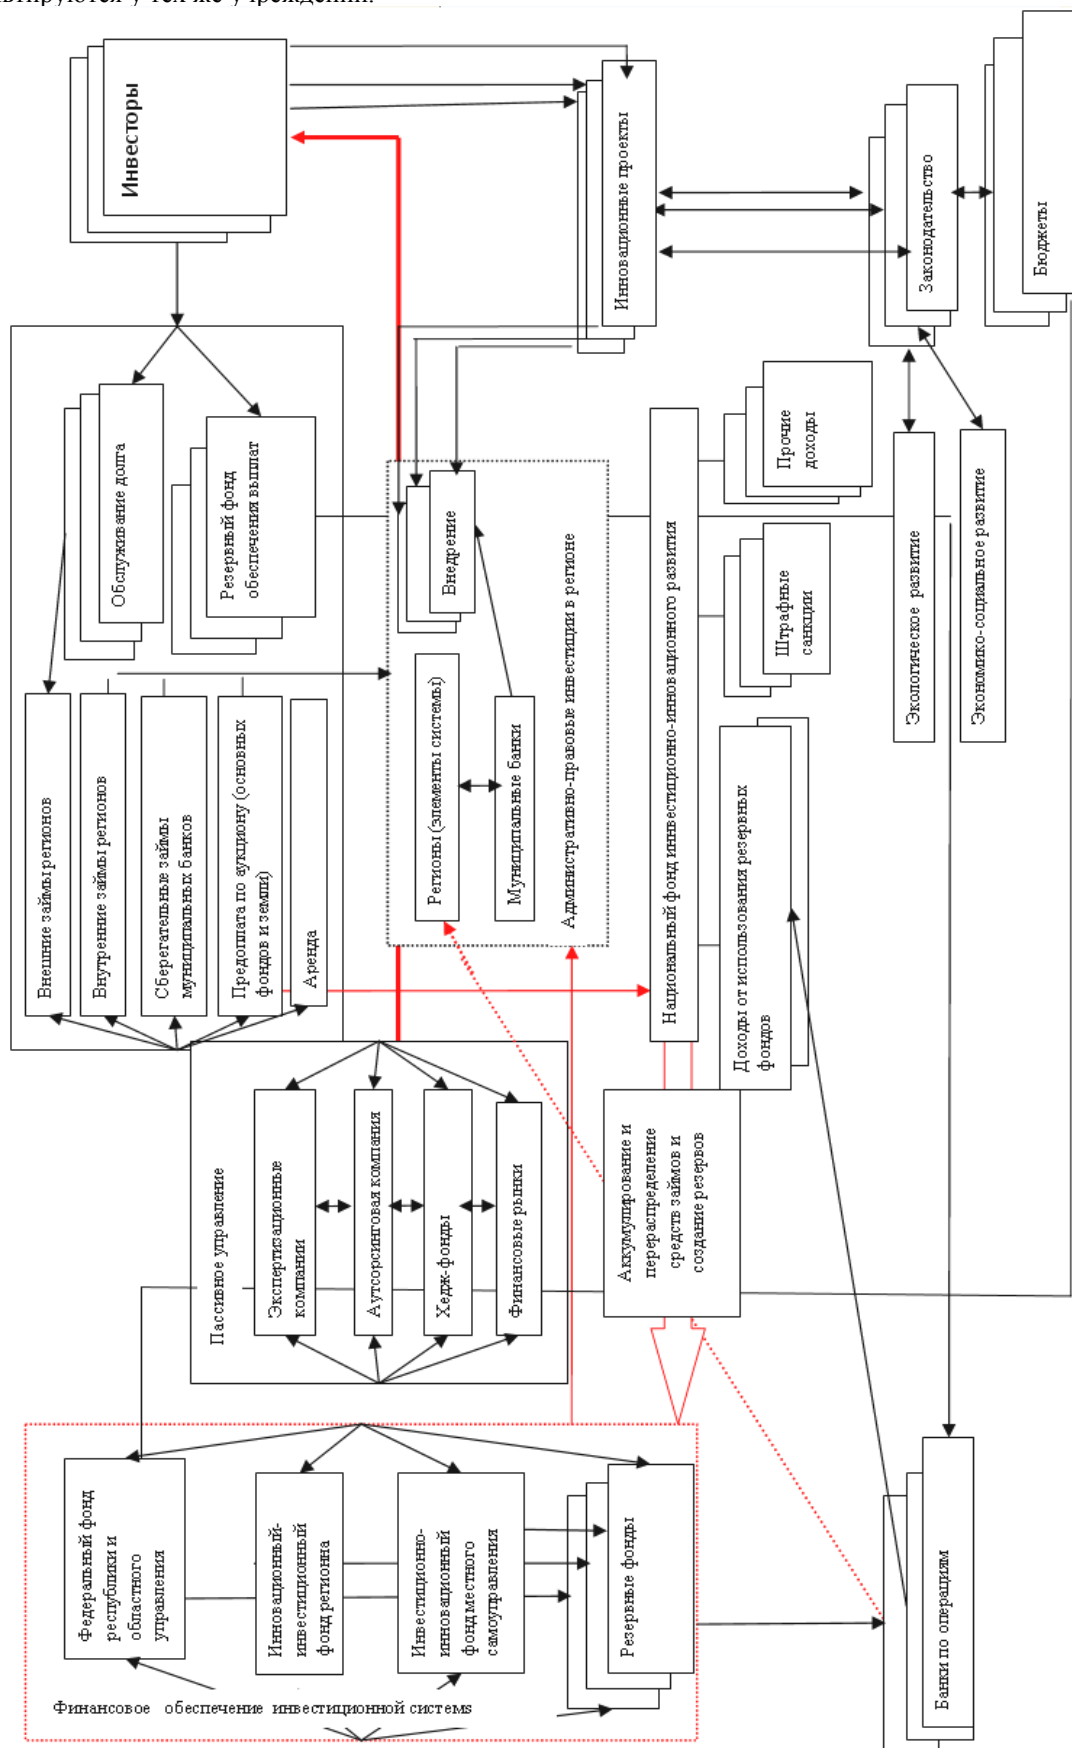 Инвесторы
Инновационные проекты
Законодательство
Бюджеты
Обслуживание долга
Резервный фонд
обеспечения выплат
Внедрение
Прочие
доходы
Штрафные
санкции
Экологическое развитие
Экономико-социальное развитие
Внешние займы регионов
Внутренние займы регионов
Сберегательные займы
муниципальных банков
Предоплата по аукциону (основных
фондов и земли)
Аренда
Регионы (элементы системы)
Муниципальные банки
Административно-правовые инвестиции в регионе
Национальный фонд инвестиционно-инновационного развития
Доходы от использования резервных
фондов
Пассивное управление
Экспертизационные
компании
Аутсорсинговая компания
Хедж-фонды
Финансовые рынки
Аккумулирование и
перераспределение
средств займов и
создание резервов
Федеральный фонд
республики и
областного
управления
Инновационный-
инвестиционный
фонд региона
Инвестиционно-
инновационный
фонд местного
самоуправления
Резервные фонды
Финансовое обеспечение инвестиционной системs
Банки по операциям